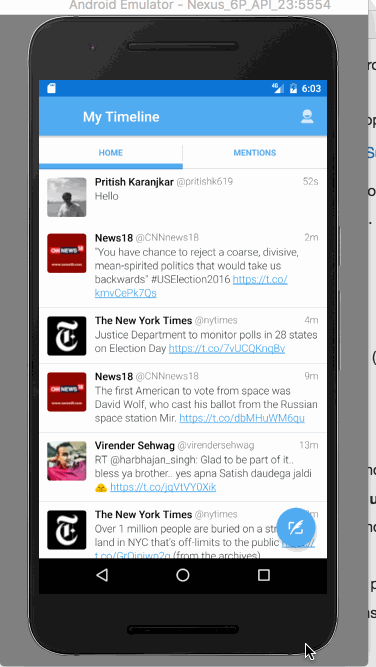 Android Emulator - Nexus_6P_API_23:5554
6:03
My Timeline
HOME MENTIONS
Pritish Karanjkar @pritishk619 52s
Hello
News18 @CNNnews18 2m
"You have chance to reject a coarse, divisive,
mean-spirited politics that would take us
backwards" #USElection2016 https://t.co/
kmvCePk7Qs
The New York Times @nytimes 4m
Justice Department to monitor polls in 28 states
on Election Day https://t.co/7vUCQKnqBv
News18 @CNNnews18 9m
The first American to vote from space was
David Wolf, who cast his ballot from the Russian
space station Mir. https://t.co/dbMHuWM6qu
Virender Sehwag @virendersehwag 13m
RT @harbhajan_singh: Glad to be part of it..
bless ya brother.. yes apna Satish daudega jaldi
🙏 https://t.co/jqVtVY0Xik
The New York Times @nytimes
Over 1 million people are buried on a
land in NYC that's off-limits to the public
t.co/GrDiniwn2q (from the archives)